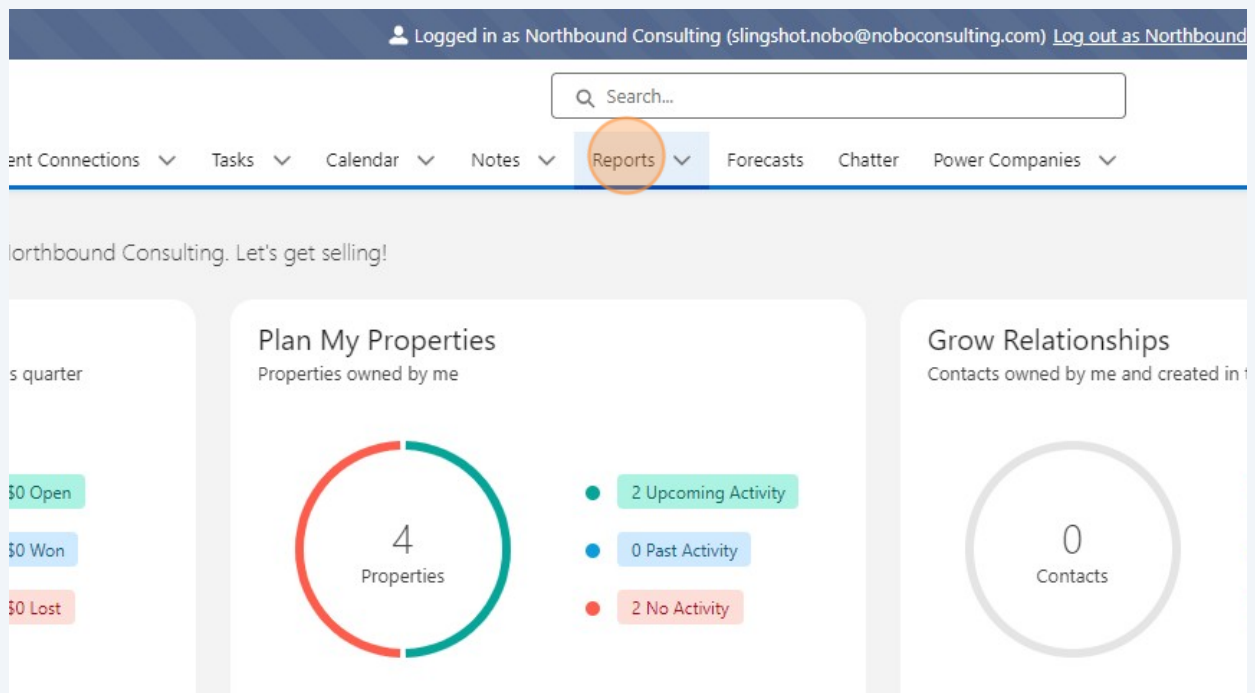 Logged in as Northbound Consulting (slingshot.nobo@noboconsulting.com) Log out as Northbound
Search...
ent Connections Tasks Calendar Notes Reports Forecasts Chatter Power Companies
orthbound Consulting. Let's get selling!
s quarter
$0 Open
$0 Won
$0 Lost
Plan My Properties
Properties owned by me
4
Properties
2 Upcoming Activity
0 Past Activity
2 No Activity
Grow Relationships
Contacts owned by me and created in t
0
Contacts